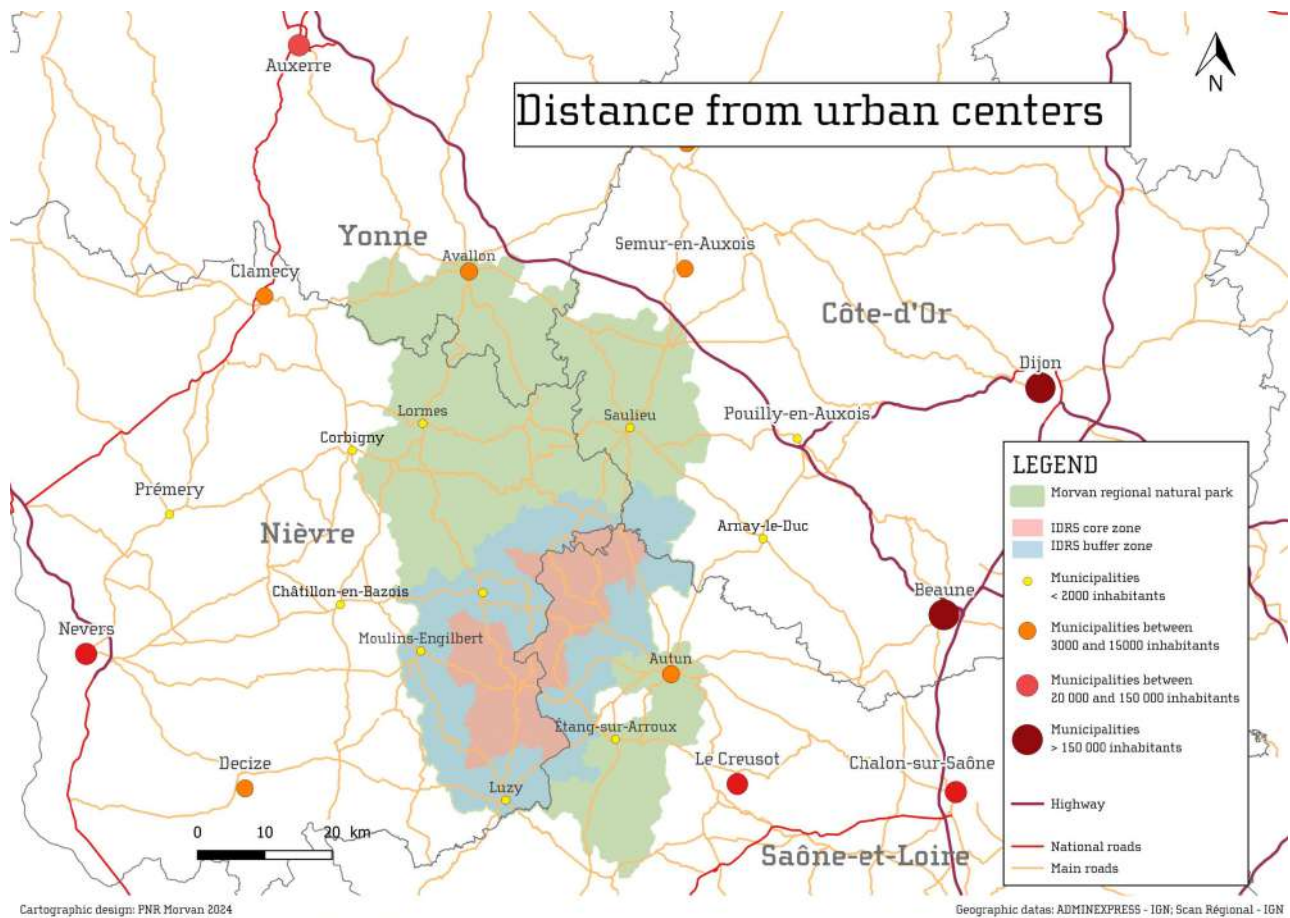 Auxerre
N
Distance from urban centers
Yonne
Semur-en-Auxois
Avallon
Clamecy
Côte-d'Or
Dijon
Lormes
Saulieu
Pouilly-en-Auxois
Corbigny
Prémery
Nièvre
Arnay-le-Duc
Châtillon-en-Bazois
Beaune
Nevers
Moulins-Engilbert
Autun
Étang-sur-Arroux
Decize
Le Creusot
Chalon-sur-Saône
Luzy
0 10 20 km
Saône-et-Loire
LEGEND
Morvan regional natural park
IDRS core zone
IDRS buffer zone
Municipalities
< 2000 inhabitants
Municipalities between
3000 and 15000 inhabitants
Municipalities between
20 000 and 150 000 inhabitants
Municipalities
> 150 000 inhabitants
Highway
National roads
Main roads
Cartographic design: PNR Morvan 2024
Geographic datas: ADMINEXPRESS - IGN; Scan Régional - IGN